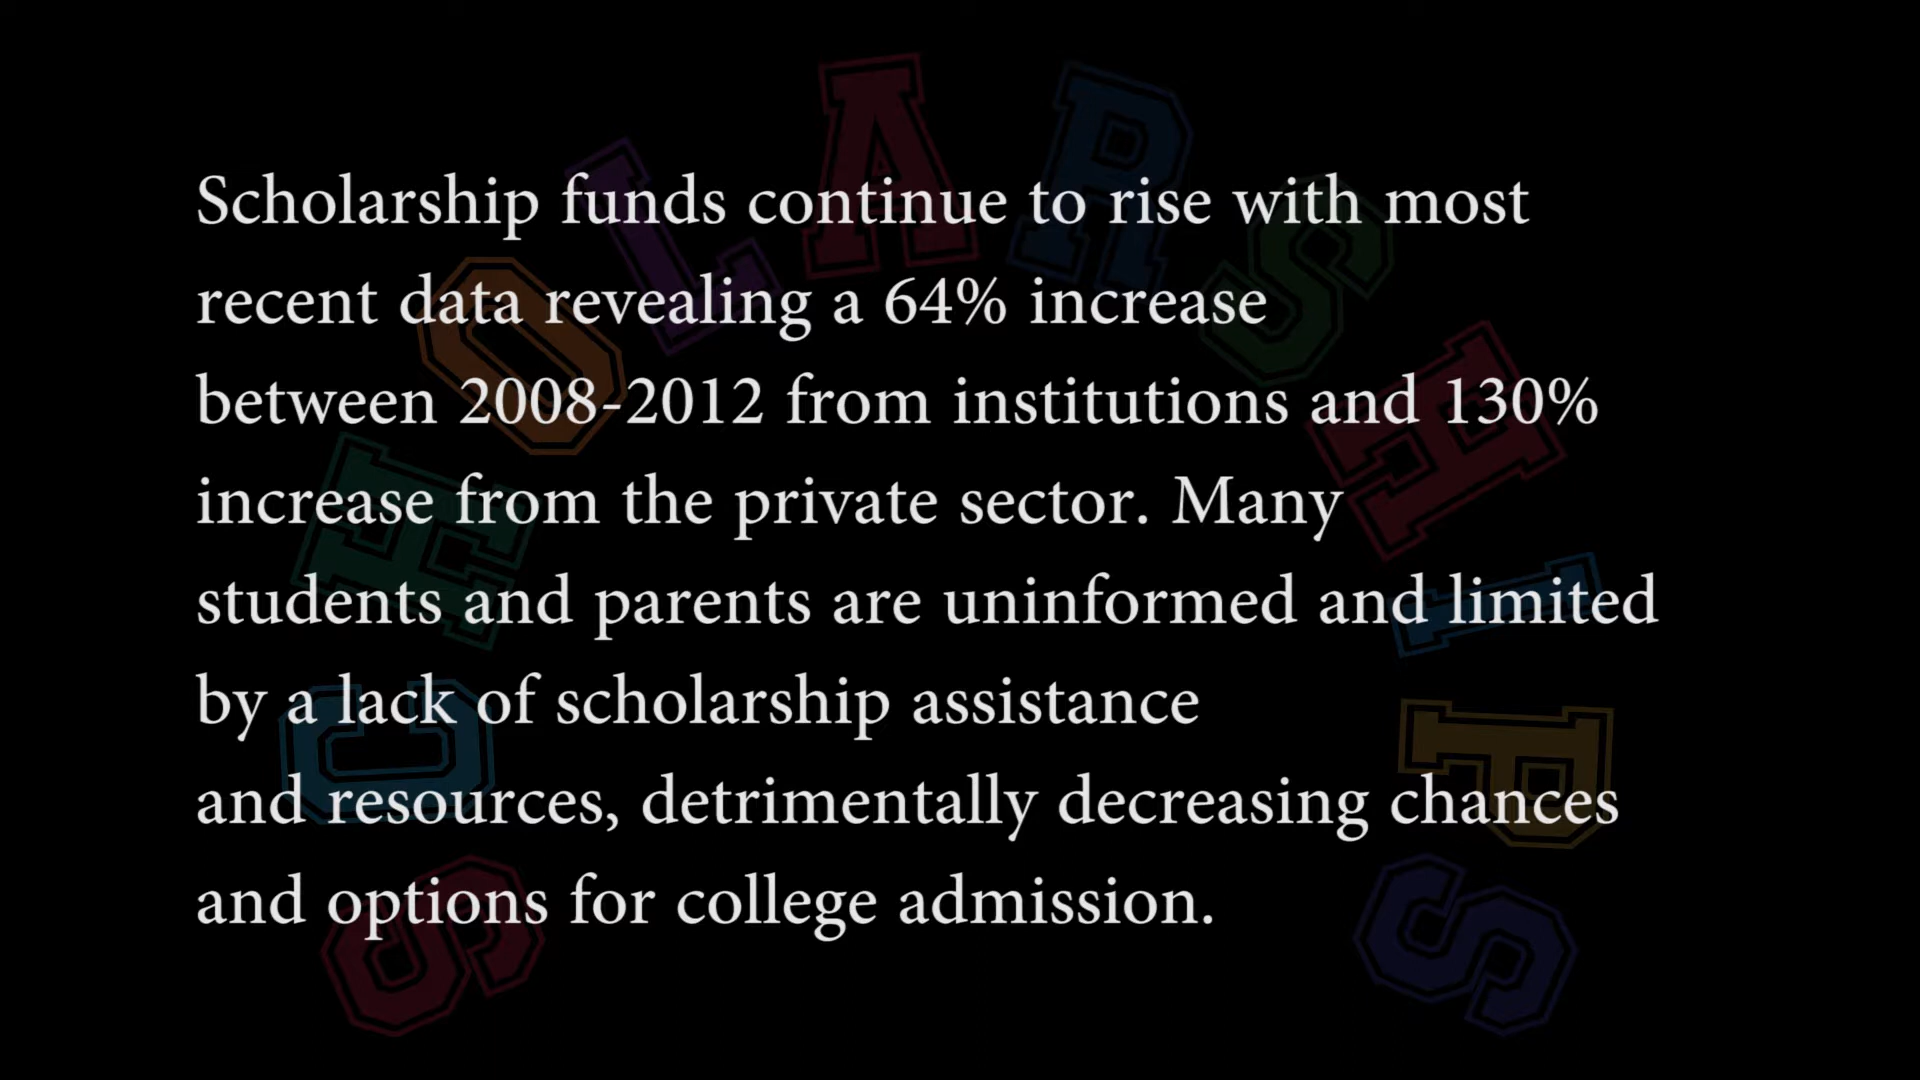 SCHOLARSHIPS
Scholarship funds continue to rise with most
recent data revealing a 64% increase
between 2008-2012 from institutions and 130%
increase from the private sector. Many
students and parents are uninformed and limited
by a lack of scholarship assistance
and resources, detrimentally decreasing chances
and options for college admission.